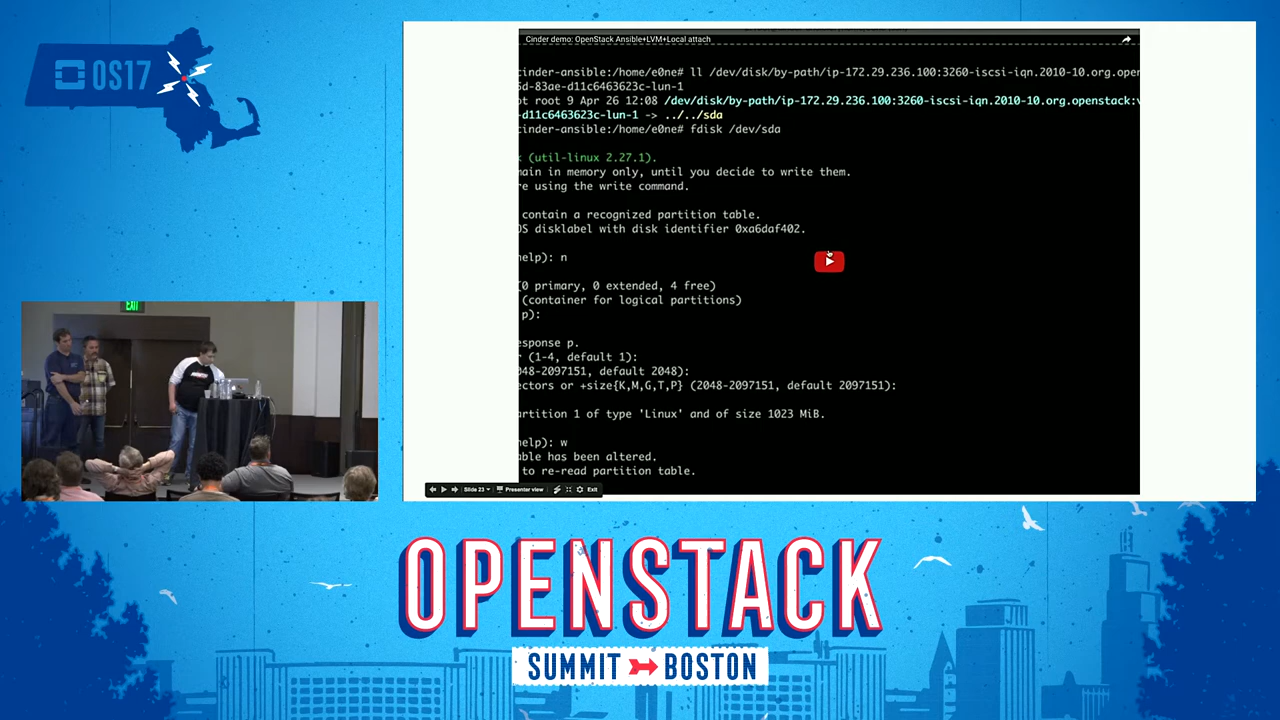 OS17
EXIT
Cinder demo: OpenStack Ansible+LVM+Local attach
cinder-ansible:/home/e0ne# ll /dev/disk/by-path/ip-172.29.236.100:3260-iscsi-iqn.2010-10.org.open
5d-83ae-d11c6463623c-lun-1
ot root 9 Apr 26 12:08 /dev/disk/by-path/ip-172.29.236.100:3260-iscsi-iqn.2010-10.org.openstack:v
-d11c6463623c-lun-1 -> ../../sda
cinder-ansible:/home/e0ne# fdisk /dev/sda
k (util-linux 2.27.1).
main in memory only, until you decide to write them.
re using the write command.
contain a recognized partition table.
OS disklabel with disk identifier 0xa6daf402.
help): n
(0 primary, 0 extended, 4 free)
(container for logical partitions)
p):
esponse p.
r (1-4, default 1):
048-2097151, default 2048):
ectors or +size{K,M,G,T,P} (2048-2097151, default 2097151):
artition 1 of type 'Linux' and of size 1023 MiB.
help): w
able has been altered.
to re-read partition table.
Slide 23 Presenter view Exit
OPENSTACK
SUMMIT BOSTON